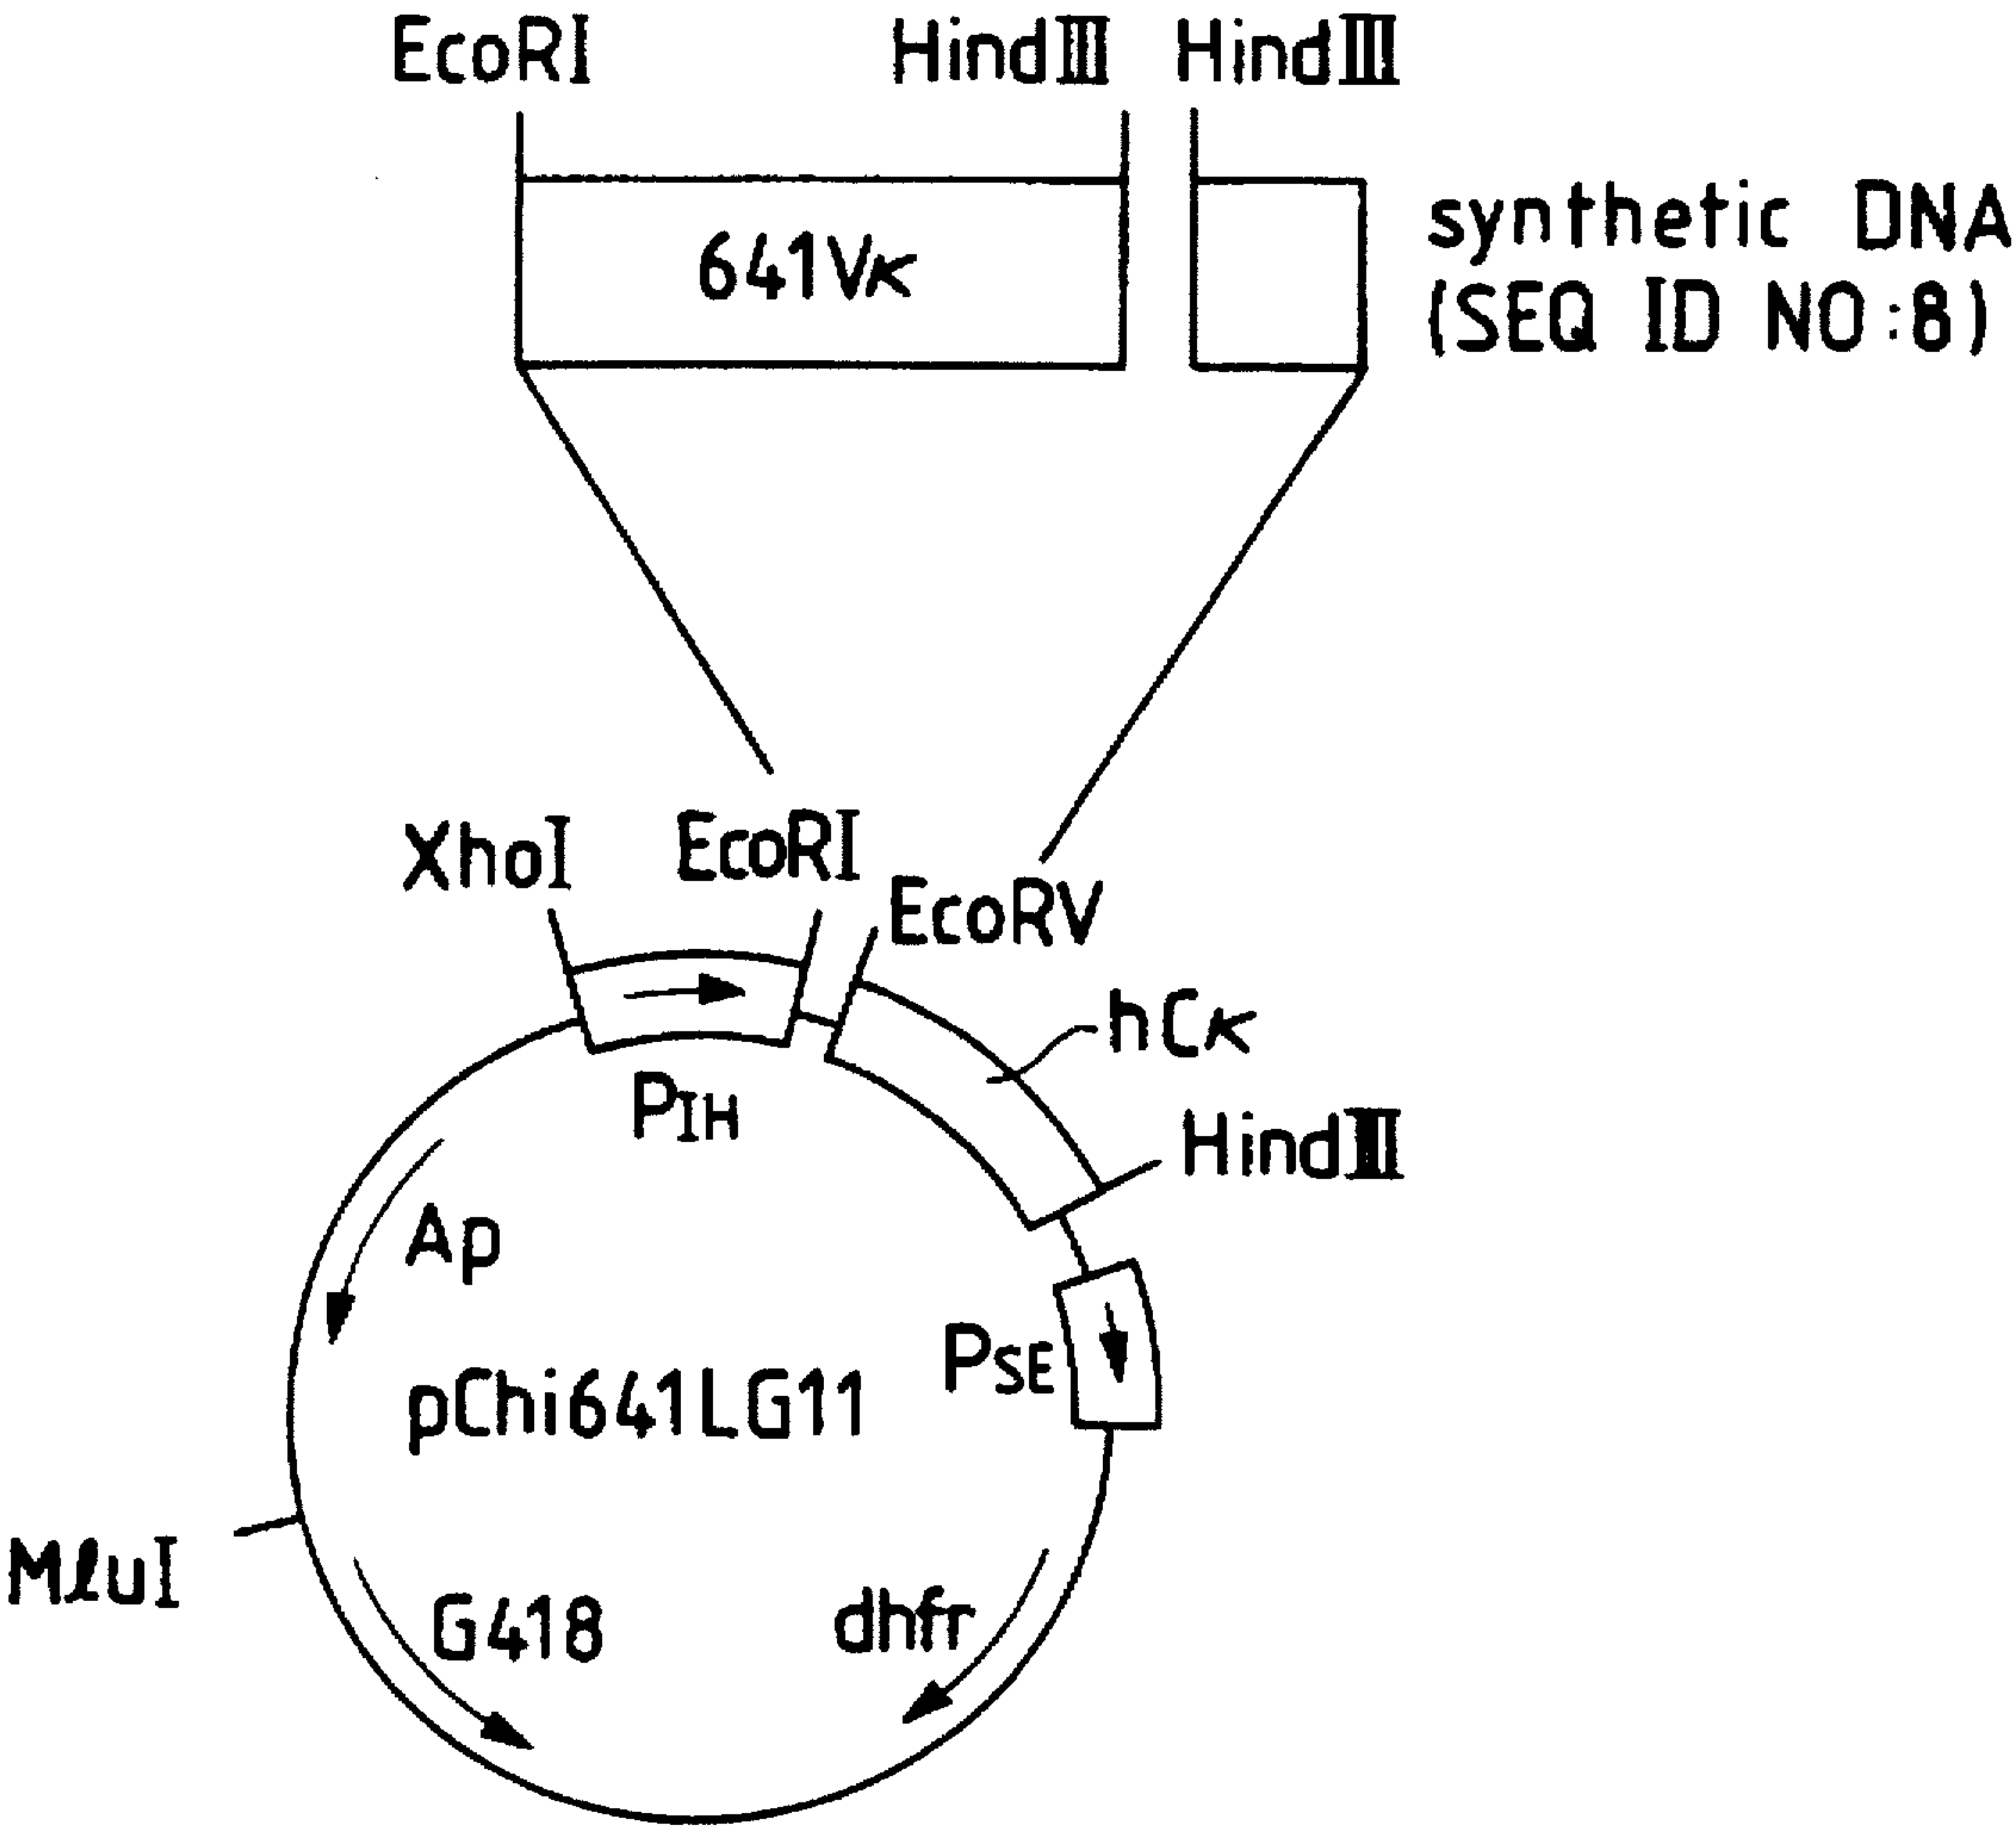 EcoRI HindIII HindIII
641Vκ
synthetic DNA
(SEQ ID NO:8)
XhoI EcoRI
EcoRV
hCκ
PIH
HindIII
Ap
PSE
pChi641LG11
MluI
G418
dhfr